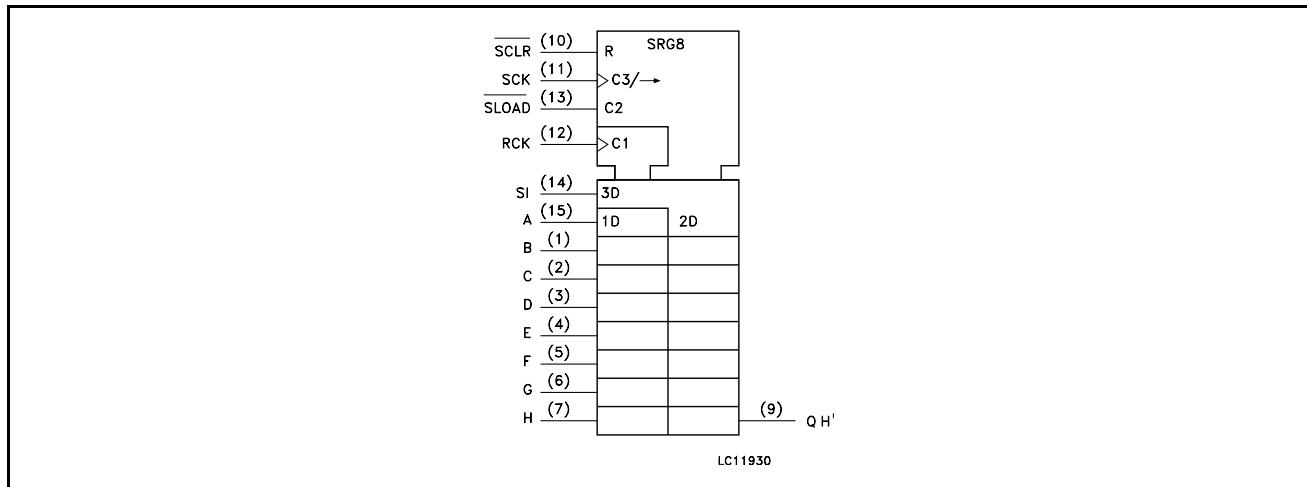 SCLR (10) R SRG8
SCK (11) C3/→
SLOAD (13) C2
RCK (12) C1
SI (14) 3D
A (15) 1D 2D
B (1)
C (2)
D (3)
E (4)
F (5)
G (6)
H (7) (9) QH'
LC11930